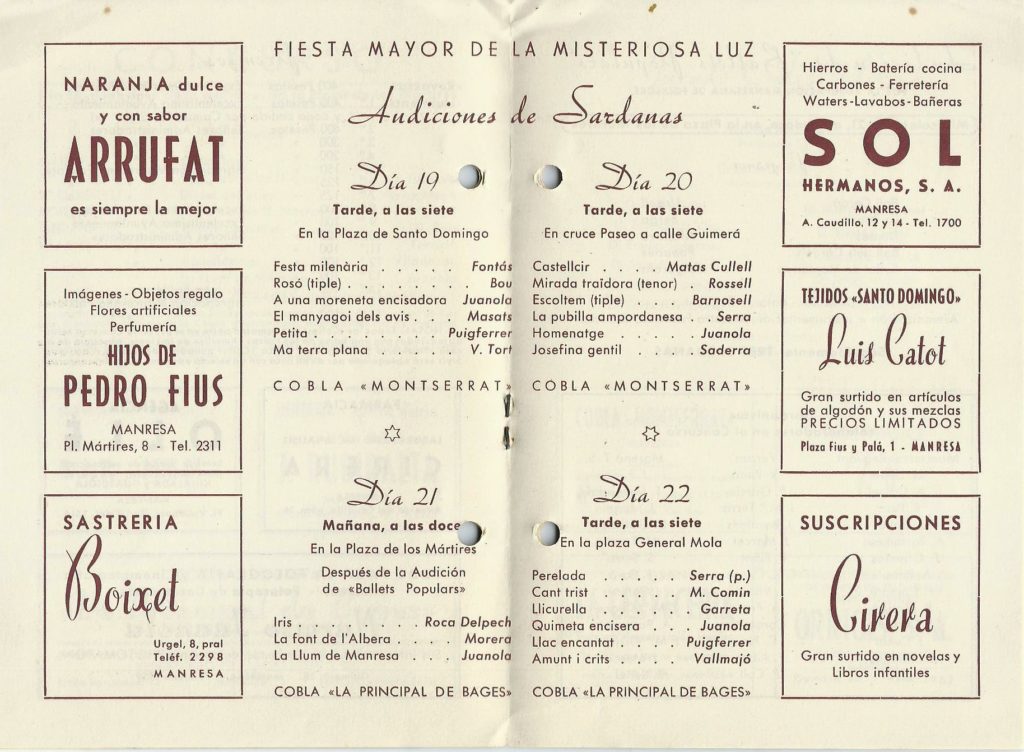 FIESTA MAYOR DE LA MISTERIOSA LUZ
Audiciones de Sardanas
NARANJA dulce
y con sabor
ARRUFAT
es siempre la mejor
Imágenes - Objetos regalo
Flores artificiales
Perfumería
HIJOS DE
PEDRO FIUS
MANRESA
Pl. Mártires, 8 - Tel. 2311
SASTRERIA
Boixet
Urgel, 8, pral
Teléf. 2298
MANRESA
Día 19
Tarde, a las siete
En la Plaza de Santo Domingo
Festa milenària . . . . . Fontás
Rosó (tiple) . . . . . . . . Bou
A una moreneta encisadora Juanola
El manyagoi dels avis . . . Masats
Petita . . . . . . Puigferrer
Ma terra plana . . . . V. Tort
COBLA «MONTSERRAT»
Día 21
Mañana, a las doce
En la Plaza de los Mártires
Después de la Audición
de «Ballets Populars»
Iris . . . . . . Roca Delpech
La font de l'Albera . . . Morera
La Llum de Manresa . . . Juanola
COBLA «LA PRINCIPAL DE BAGES»
Día 20
Tarde, a las siete
En cruce Paseo a calle Guimerá
Castellcir . . . . Matas Cullell
Mirada traïdora (tenor) . Rossell
Escoltem (tiple) . . . Barnosell
La pubilla ampordanesa . . Serra
Homenatge . . . . Juanola
Josefina gentil . . . Saderra
COBLA «MONTSERRAT»
Día 22
Tarde, a las siete
En la plaza General Mola
Perelada . . . . Serra (p.)
Cant trist . . . . M. Comin
Llicurella . . . . Garreta
Quimeta encisera . . . Juanola
Llac encantat . . . Puigferrer
Amunt i crits . . . . Vallmajó
COBLA «LA PRINCIPAL DE BAGES»
Hierros - Batería cocina
Carbones - Ferretería
Waters-Lavabos-Bañeras
SOL
HERMANOS, S. A.
MANRESA
A. Caudillo, 12 y 14 - Tel. 1700
TEJIDOS «SANTO DOMINGO»
Luis Catot
Gran surtido en artículos
de algodón y sus mezclas
PRECIOS LIMITADOS
Plaza Fius y Palá, 1 - MANRESA
SUSCRIPCIONES
Cirera
Gran surtido en novelas y
Libros infantiles